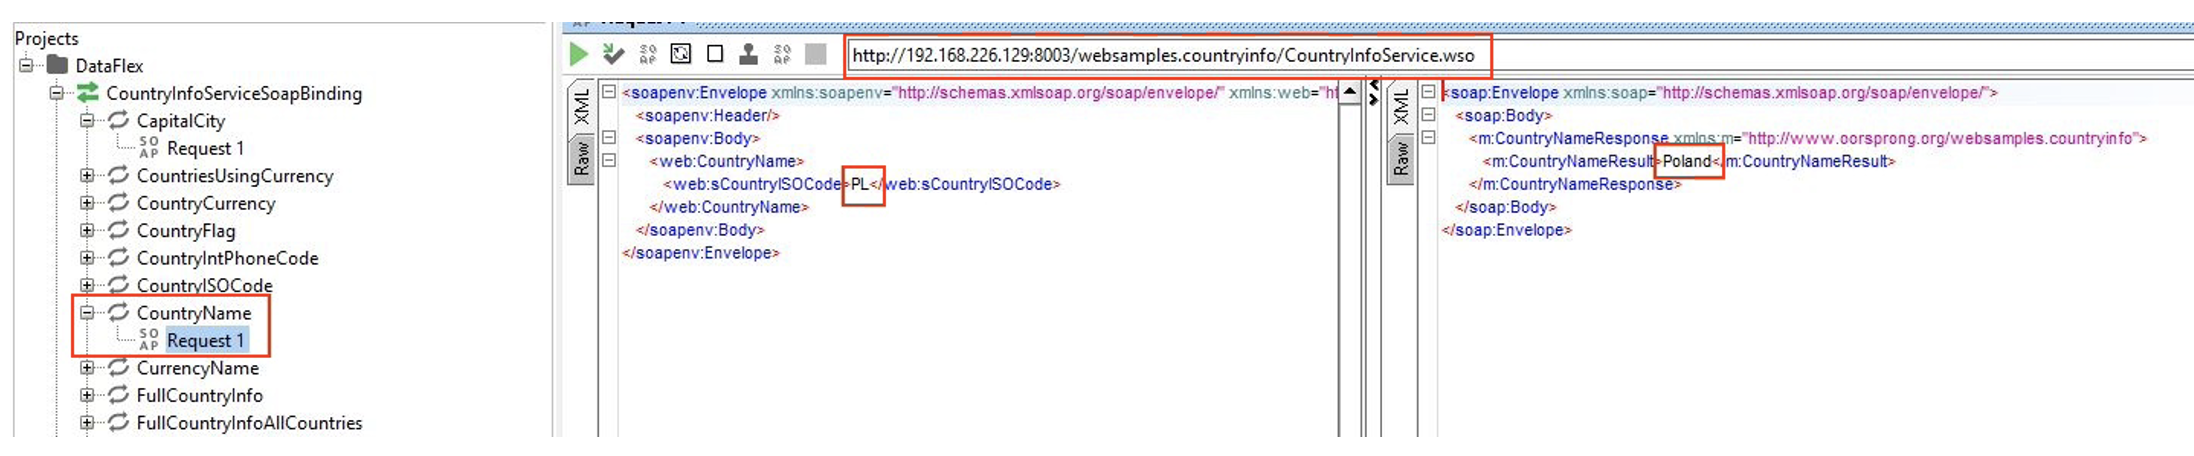 Projects
DataFlex
CountryInfoServiceSoapBinding
CapitalCity
SO AP Request 1
CountriesUsingCurrency
CountryCurrency
CountryFlag
CountryIntPhoneCode
CountryISOCode
CountryName
SO AP Request 1
CurrencyName
FullCountryInfo
FullCountryInfoAllCountries
http://192.168.226.129:8003/websamples.countryinfo/CountryInfoService.wso
XML
Raw
<soapenv:Envelope xmlns:soapenv="http://schemas.xmlsoap.org/soap/envelope/" xmlns:web="ht
<soapenv:Header/>
<soapenv:Body>
<web:CountryName>
<web:sCountryISOCode>PL</web:sCountryISOCode>
</web:CountryName>
</soapenv:Body>
</soapenv:Envelope>
XML
Raw
<soap:Envelope xmlns:soap="http://schemas.xmlsoap.org/soap/envelope/">
<soap:Body>
<m:CountryNameResponse xmlns:m="http://www.oorsprong.org/websamples.countryinfo">
<m:CountryNameResult>Poland</m:CountryNameResult>
</m:CountryNameResponse>
</soap:Body>
</soap:Envelope>